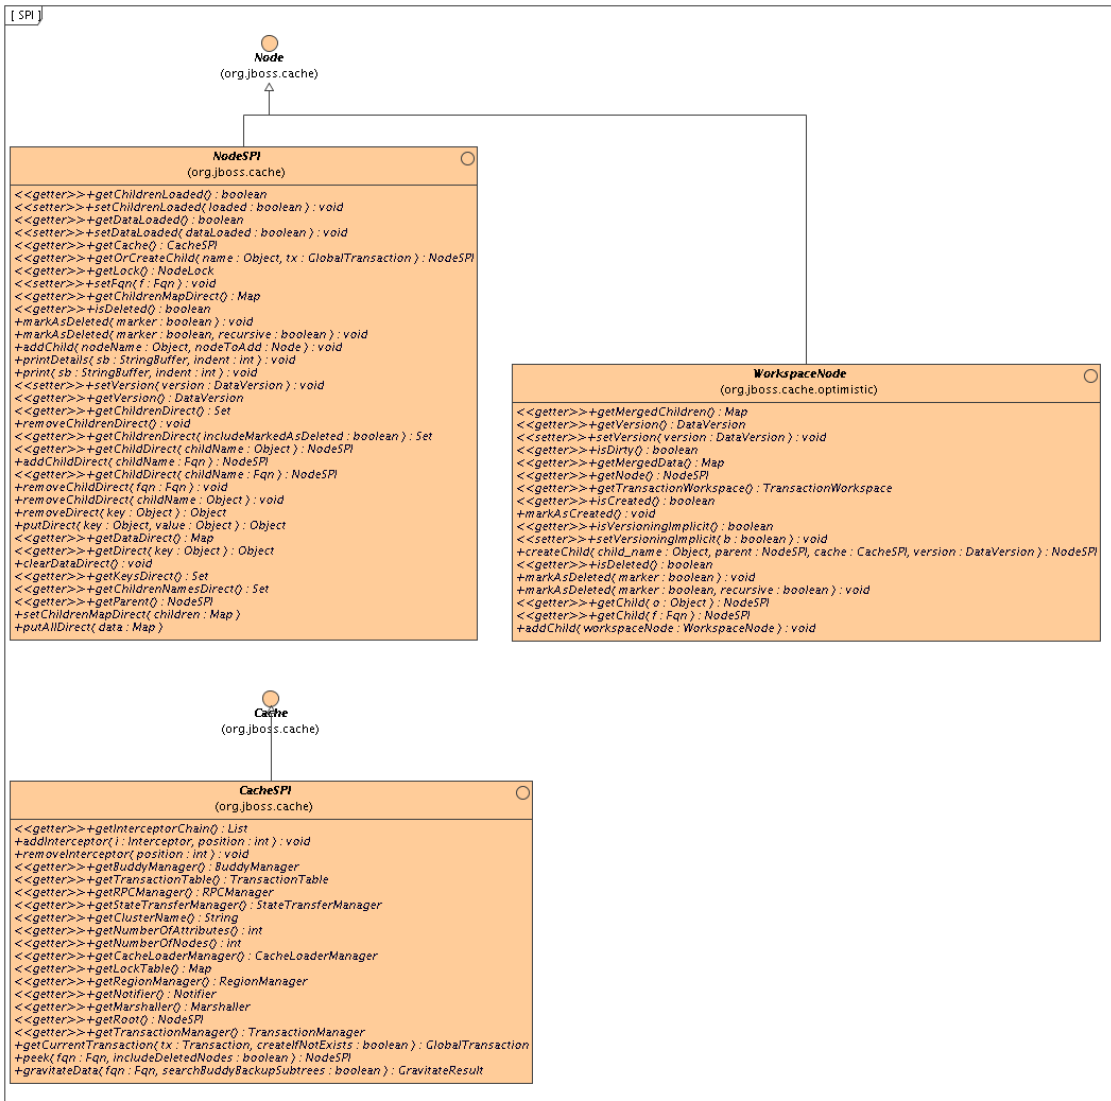 [ SPI ]
Node
(org.jboss.cache)
NodeSPI
(org.jboss.cache)
<<getter>>+getChildrenLoaded() : boolean
<<setter>>+setChildrenLoaded( loaded : boolean ) : void
<<getter>>+getDataLoaded() : boolean
<<setter>>+setDataLoaded( dataLoaded : boolean ) : void
<<getter>>+getCache() : CacheSPI
<<getter>>+getOrCreateChild( name : Object, tx : GlobalTransaction ) : NodeSPI
<<getter>>+getLock() : NodeLock
<<setter>>+setFqn( f : Fqn ) : void
<<getter>>+getChildrenMapDirect() : Map
<<getter>>+isDeleted() : boolean
+markAsDeleted( marker : boolean ) : void
+markAsDeleted( marker : boolean, recursive : boolean ) : void
+addChild( nodeName : Object, nodeToAdd : Node ) : void
+printDetails( sb : StringBuffer, indent : int ) : void
+print( sb : StringBuffer, indent : int ) : void
<<setter>>+setVersion( version : DataVersion ) : void
<<getter>>+getVersion() : DataVersion
<<getter>>+getChildrenDirect() : Set
+removeChildrenDirect() : void
<<getter>>+getChildrenDirect( includeMarkedAsDeleted : boolean ) : Set
<<getter>>+getChildDirect( childName : Object ) : NodeSPI
+addChildDirect( childName : Fqn ) : NodeSPI
<<getter>>+getChildDirect( childName : Fqn ) : NodeSPI
+removeChildDirect( fqn : Fqn ) : void
+removeChildDirect( childName : Object ) : void
+removeDirect( key : Object ) : Object
+putDirect( key : Object, value : Object ) : Object
<<getter>>+getDataDirect() : Map
<<getter>>+getDirect( key : Object ) : Object
+clearDataDirect() : void
<<getter>>+getKeysDirect() : Set
<<getter>>+getChildrenNamesDirect() : Set
<<getter>>+getParent() : NodeSPI
+setChildrenMapDirect( children : Map )
+putAllDirect( data : Map )
WorkspaceNode
(org.jboss.cache.optimistic)
<<getter>>+getMergedChildren() : Map
<<getter>>+getVersion() : DataVersion
<<setter>>+setVersion( version : DataVersion ) : void
<<getter>>+isDirty() : boolean
<<getter>>+getMergedData() : Map
<<getter>>+getNode() : NodeSPI
<<getter>>+getTransactionWorkspace() : TransactionWorkspace
<<getter>>+isCreated() : boolean
+markAsCreated() : void
<<getter>>+isVersioningImplicit() : boolean
<<setter>>+setVersioningImplicit( b : boolean ) : void
+createChild( child_name : Object, parent : NodeSPI, cache : CacheSPI, version : DataVersion ) : NodeSPI
<<getter>>+isDeleted() : boolean
+markAsDeleted( marker : boolean ) : void
+markAsDeleted( marker : boolean, recursive : boolean ) : void
<<getter>>+getChild( o : Object ) : NodeSPI
<<getter>>+getChild( f : Fqn ) : NodeSPI
+addChild( workspaceNode : WorkspaceNode ) : void
Cache
(org.jboss.cache)
CacheSPI
(org.jboss.cache)
<<getter>>+getInterceptorChain() : List
+addInterceptor( i : Interceptor, position : int ) : void
+removeInterceptor( position : int ) : void
<<getter>>+getBuddyManager() : BuddyManager
<<getter>>+getTransactionTable() : TransactionTable
<<getter>>+getRPCManager() : RPCManager
<<getter>>+getStateTransferManager() : StateTransferManager
<<getter>>+getClusterName() : String
<<getter>>+getNumberOfAttributes() : int
<<getter>>+getNumberOfNodes() : int
<<getter>>+getCacheLoaderManager() : CacheLoaderManager
<<getter>>+getLockTable() : Map
<<getter>>+getRegionManager() : RegionManager
<<getter>>+getNotifier() : Notifier
<<getter>>+getMarshaller() : Marshaller
<<getter>>+getRoot() : NodeSPI
<<getter>>+getTransactionManager() : TransactionManager
+getCurrentTransaction( tx : Transaction, createIfNotExists : boolean ) : GlobalTransaction
+peek( fqn : Fqn, includeDeletedNodes : boolean ) : NodeSPI
+gravitateData( fqn : Fqn, searchBuddyBackupSubtrees : boolean ) : GravitateResult